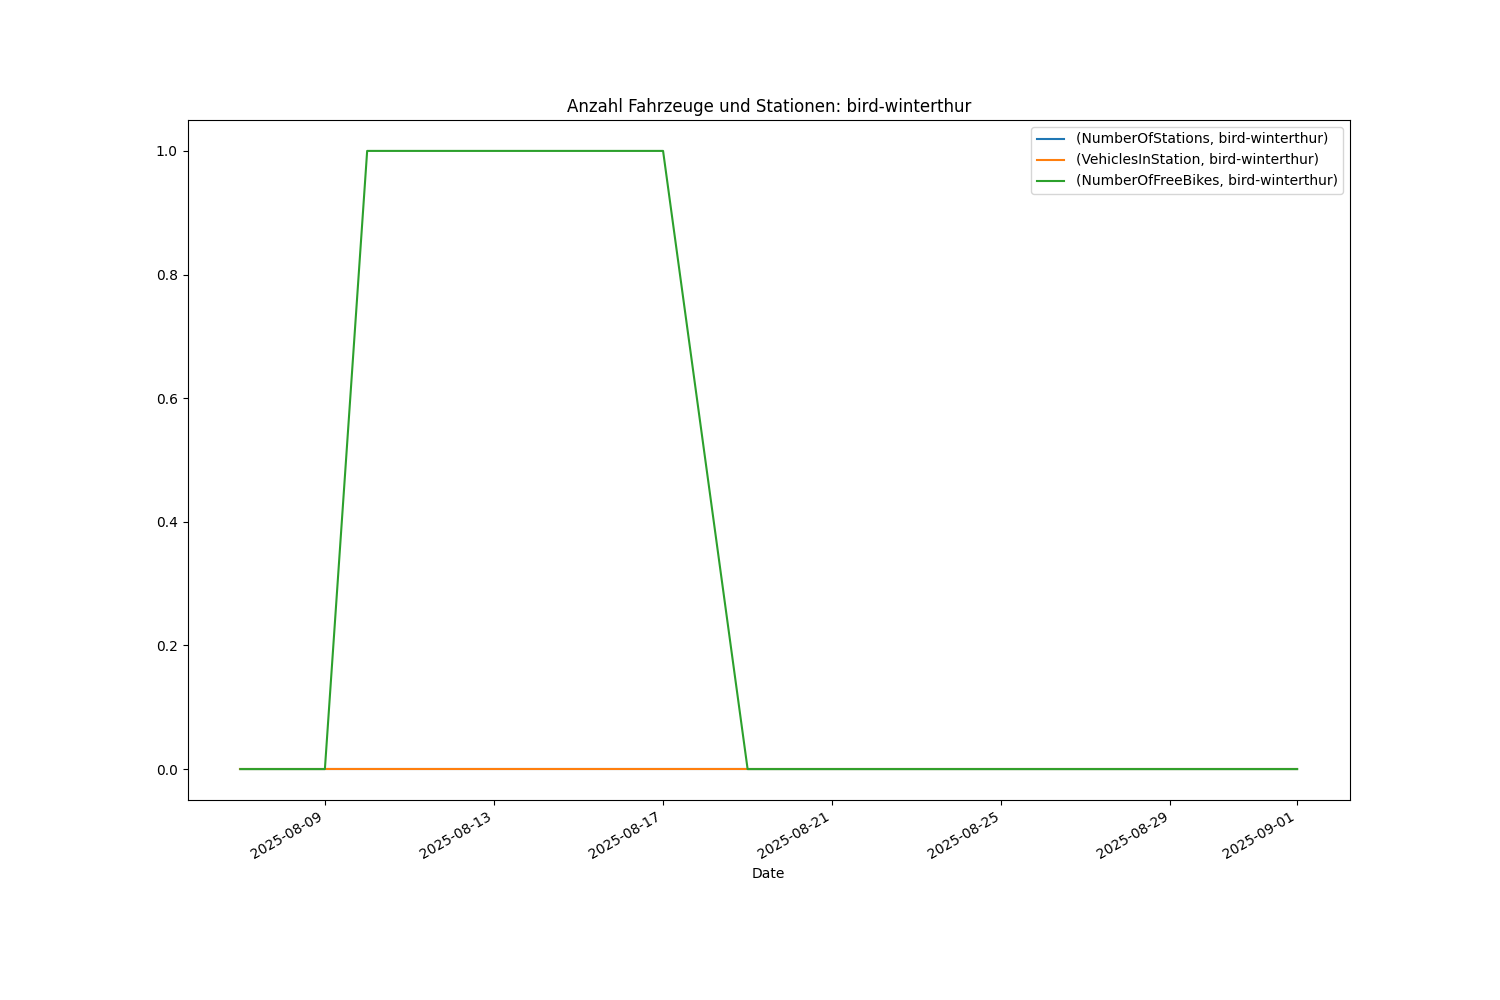 Anzahl Fahrzeuge und Stationen: bird-winterthur
(NumberOfStations, bird-winterthur)
(VehiclesInStation, bird-winterthur)
(NumberOfFreeBikes, bird-winterthur)
1.0
0.8
0.6
0.4
0.2
0.0
2025-08-09
2025-08-13
2025-08-17
2025-08-21
2025-08-25
2025-08-29
2025-09-01
Date